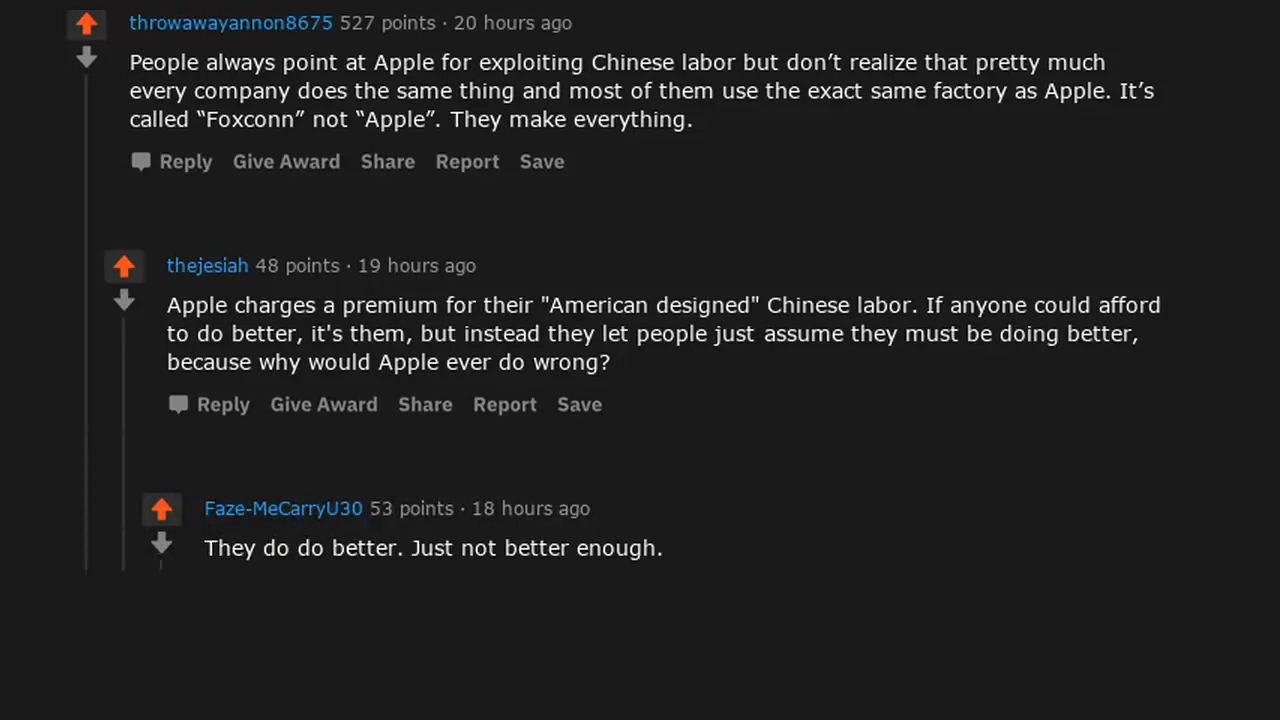 throwawayannon8675 527 points · 20 hours ago
People always point at Apple for exploiting Chinese labor but don’t realize that pretty much
every company does the same thing and most of them use the exact same factory as Apple. It’s
called “Foxconn” not “Apple”. They make everything.
Reply Give Award Share Report Save
thejesiah 48 points · 19 hours ago
Apple charges a premium for their "American designed" Chinese labor. If anyone could afford
to do better, it's them, but instead they let people just assume they must be doing better,
because why would Apple ever do wrong?
Reply Give Award Share Report Save
Faze-MeCarryU30 53 points · 18 hours ago
They do do better. Just not better enough.